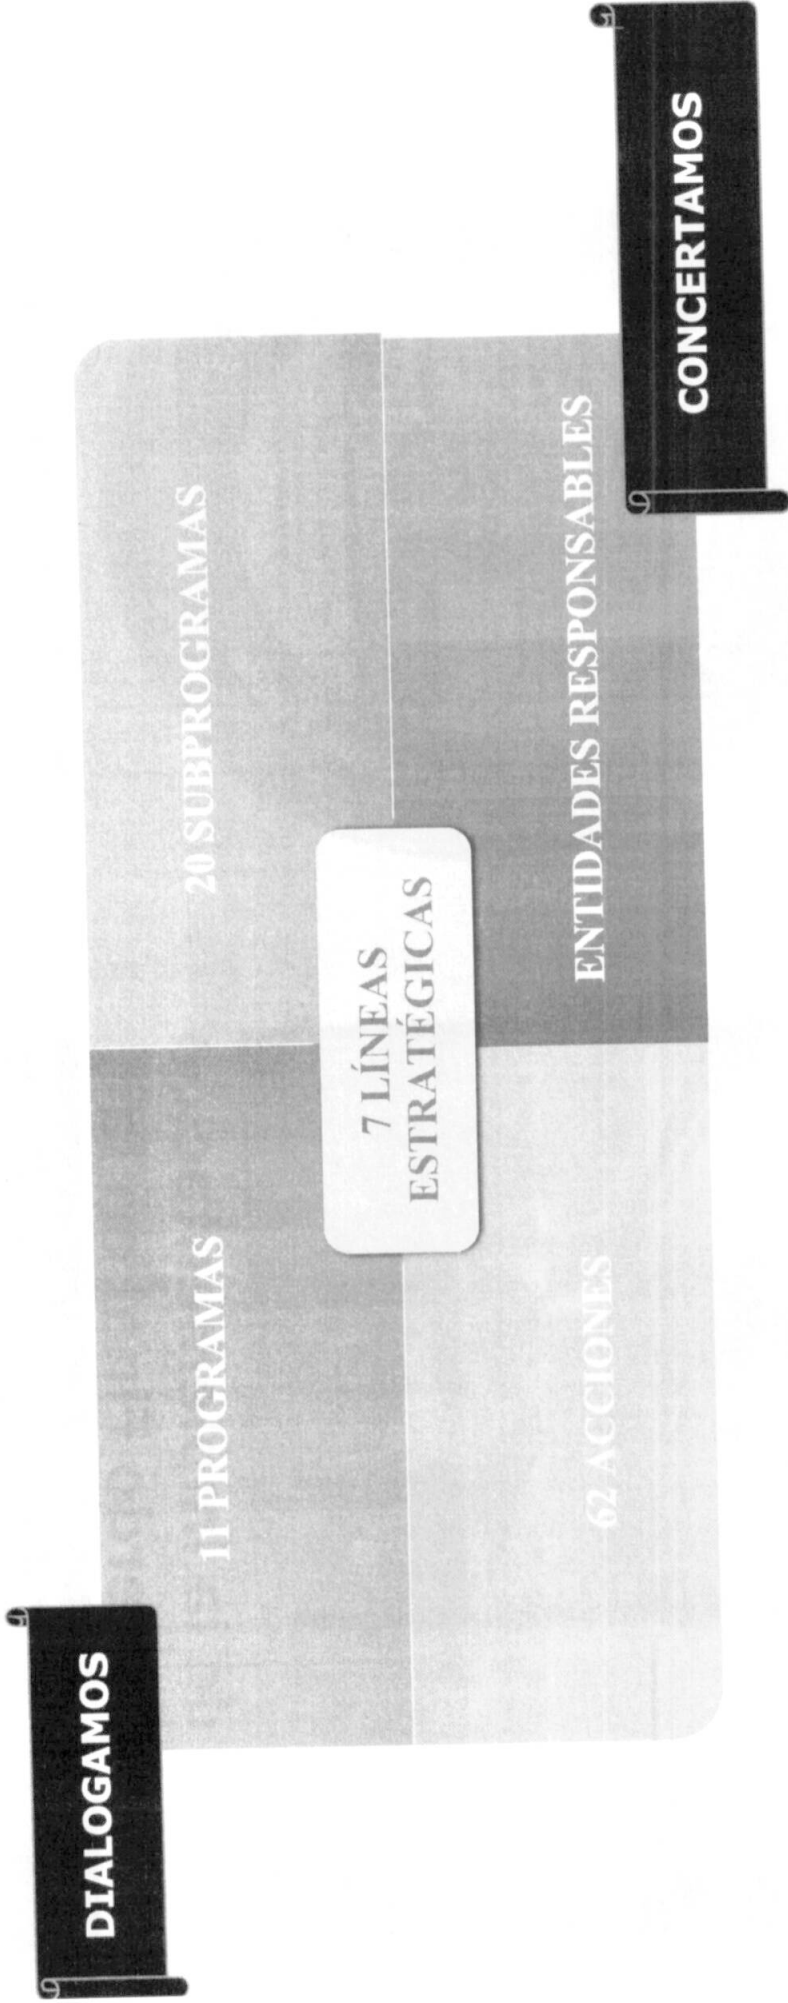 DIALOGAMOS
11 PROGRAMAS
20 SUBPROGRAMAS
7 LÍNEAS
ESTRATÉGICAS
62 ACCIONES
ENTIDADES RESPONSABLES
CONCERTAMOS